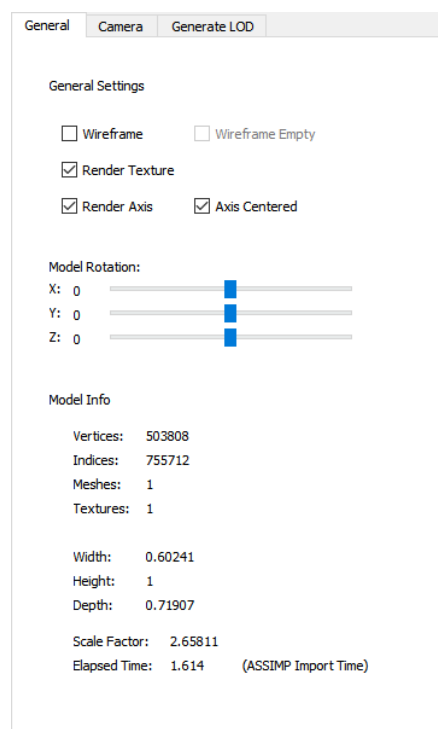 General Camera Generate LOD
General Settings
Wireframe Wireframe Empty
Render Texture
Render Axis Axis Centered
Model Rotation:
X: 0
Y: 0
Z: 0
Model Info
Vertices: 503808
Indices: 755712
Meshes: 1
Textures: 1
Width: 0.60241
Height: 1
Depth: 0.71907
Scale Factor: 2.65811
Elapsed Time: 1.614 (ASSIMP Import Time)